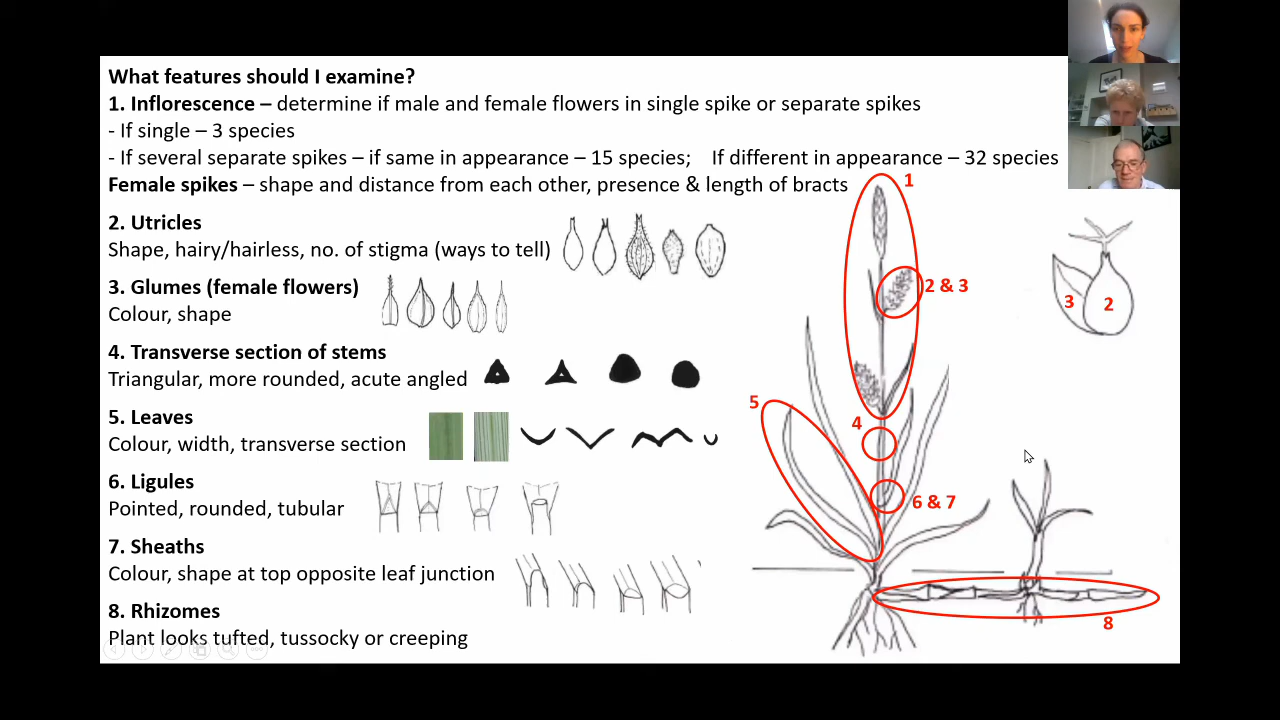 What features should I examine?
1. Inflorescence – determine if male and female flowers in single spike or separate spikes
- If single – 3 species
- If several separate spikes – if same in appearance – 15 species; If different in appearance – 32 species
Female spikes – shape and distance from each other, presence & length of bracts
2. Utricles
Shape, hairy/hairless, no. of stigma (ways to tell)
3. Glumes (female flowers)
Colour, shape
4. Transverse section of stems
Triangular, more rounded, acute angled
5. Leaves
Colour, width, transverse section
6. Ligules
Pointed, rounded, tubular
7. Sheaths
Colour, shape at top opposite leaf junction
8. Rhizomes
Plant looks tufted, tussocky or creeping
1
2 & 3
3
2
5
4
6 & 7
8